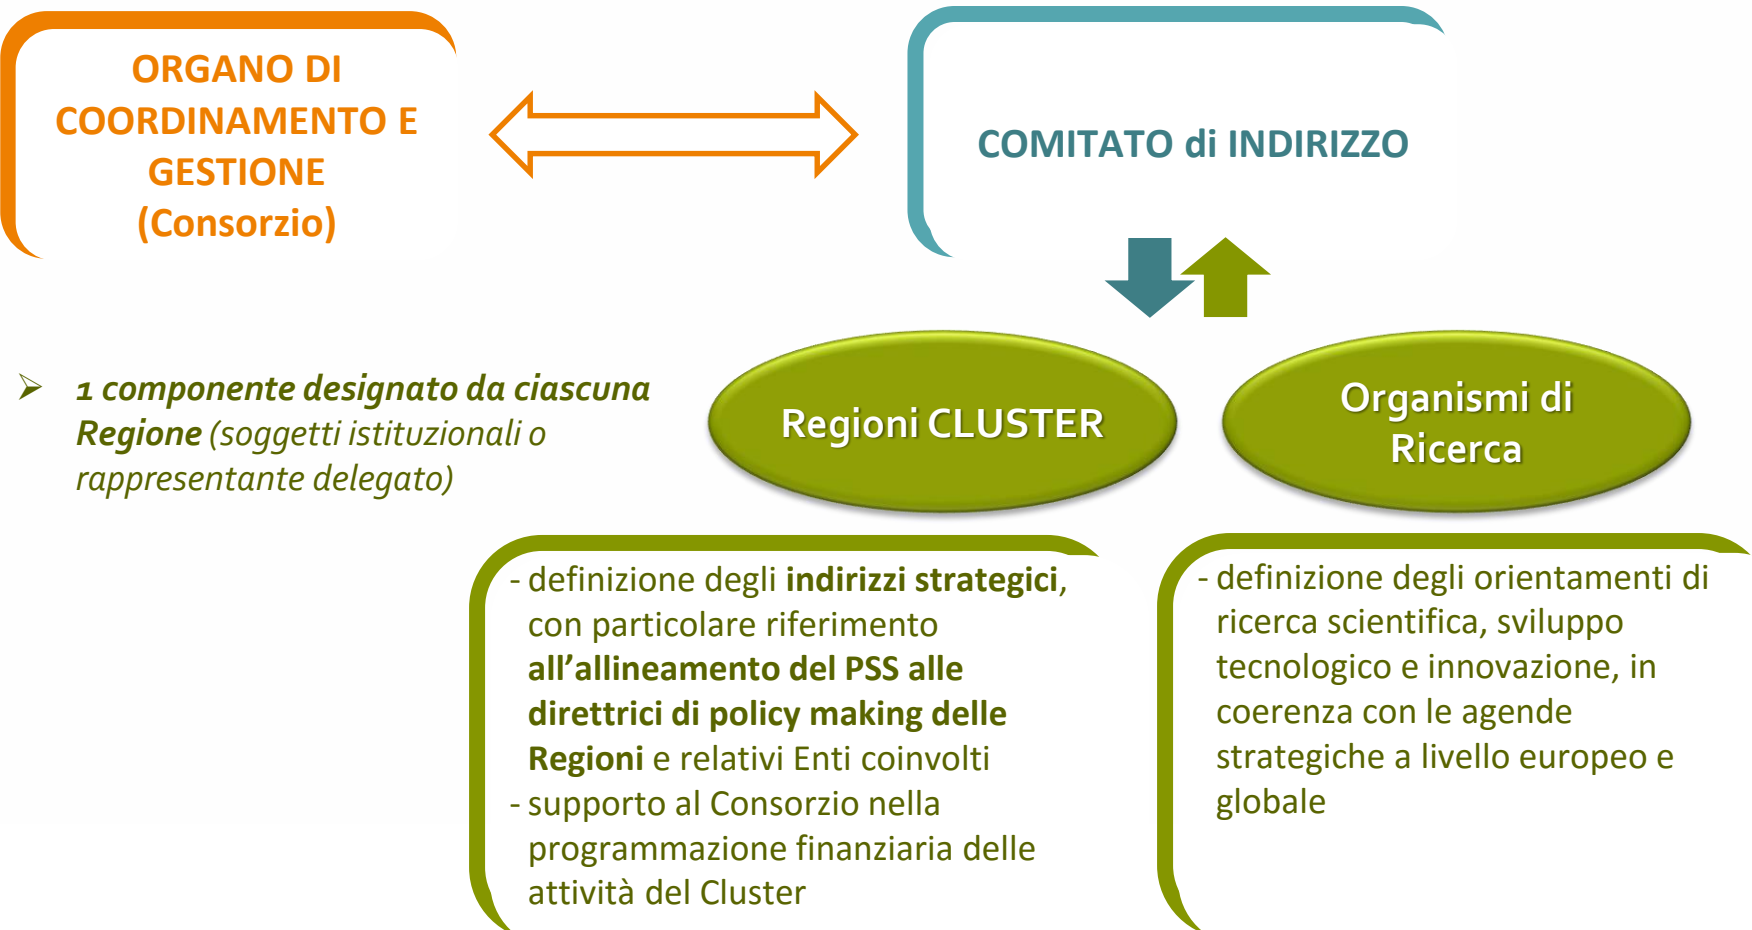 ORGANO DI
COORDINAMENTO E
GESTIONE
(Consorzio)
COMITATO di INDIRIZZO
➢ 1 componente designato da ciascuna
Regione (soggetti istituzionali o
rappresentante delegato)
Regioni CLUSTER
Organismi di
Ricerca
- definizione degli indirizzi strategici,
con particolare riferimento
all’allineamento del PSS alle
direttrici di policy making delle
Regioni e relativi Enti coinvolti
- supporto al Consorzio nella
programmazione finanziaria delle
attività del Cluster
- definizione degli orientamenti di
ricerca scientifica, sviluppo
tecnologico e innovazione, in
coerenza con le agende
strategiche a livello europeo e
globale